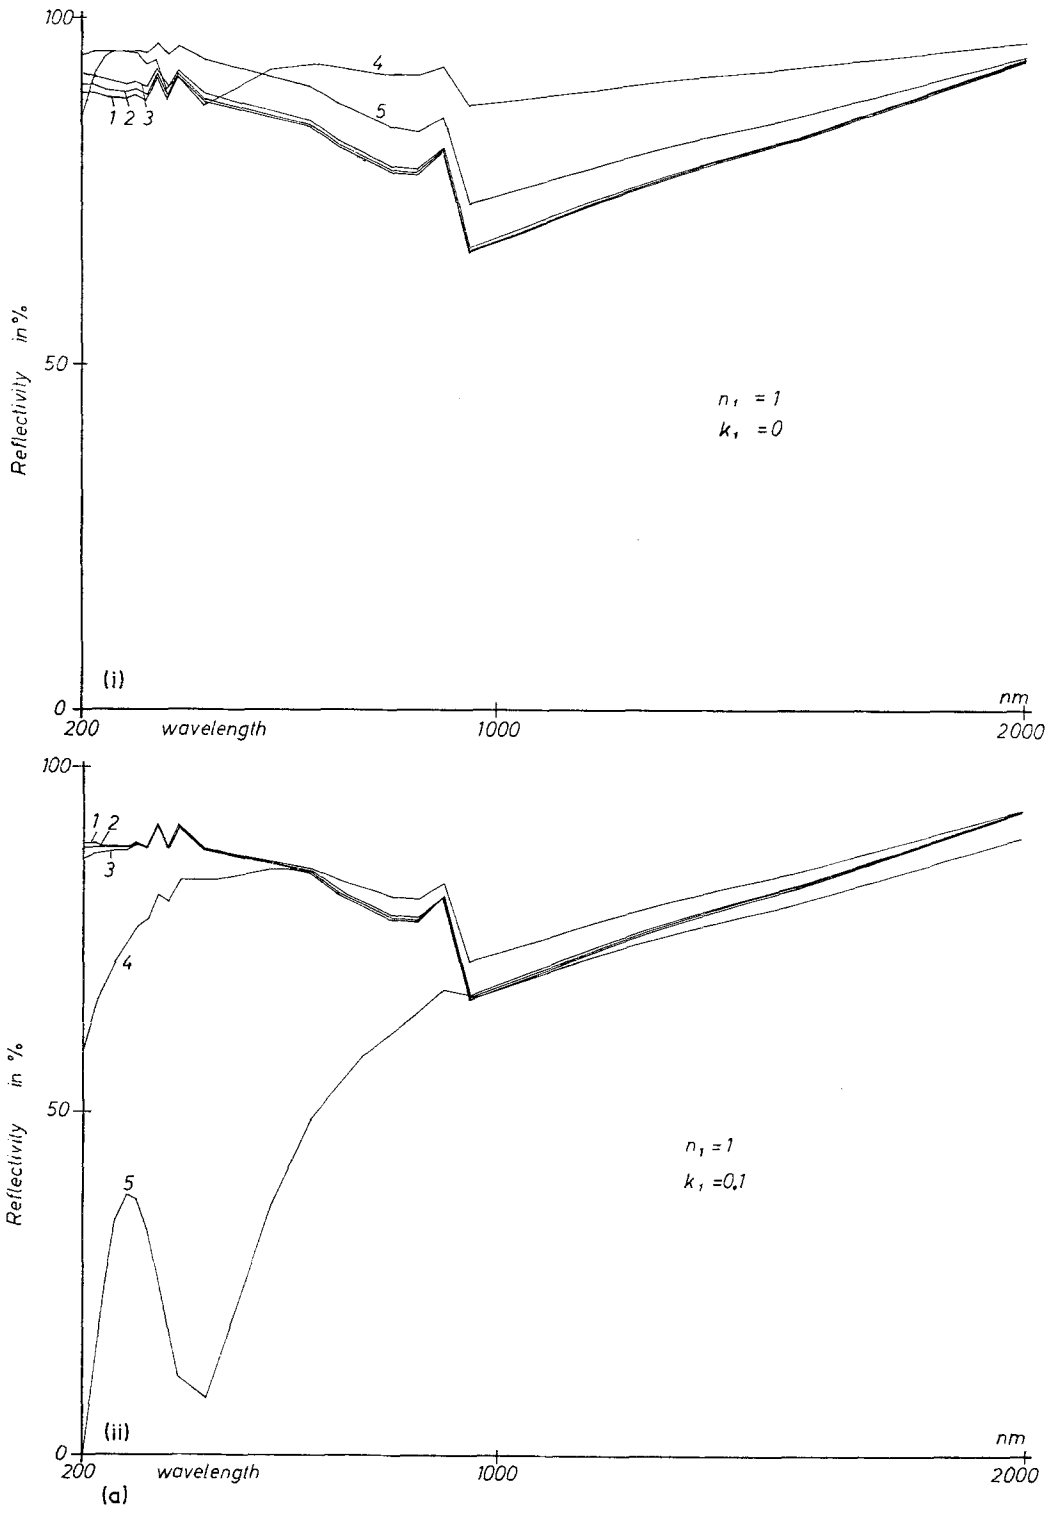 100
4
5
1 2 3
50
Reflectivity in %
n₁ = 1
k₁ = 0
(i)
nm
0
200 wavelength 1000 2000
100
1 2
3
4
50
Reflectivity in %
n₁ = 1
k₁ = 0.1
5
(ii)
nm
0
200 wavelength 1000 2000
(a)